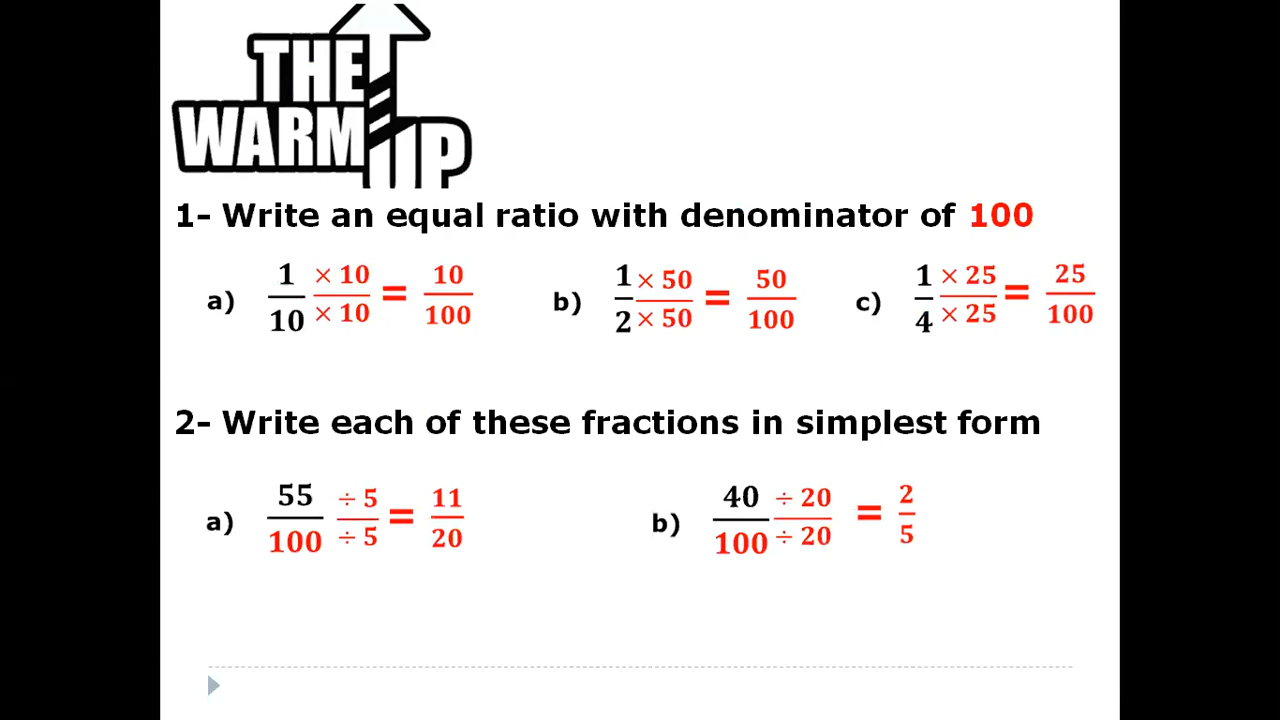 THE
WARM UP
1- Write an equal ratio with denominator of 100
a) 1/10 × 10/× 10 = 10/100 b) 1/2 × 50/× 50 = 50/100 c) 1/4 × 25/× 25 = 25/100
2- Write each of these fractions in simplest form
a) 55/100 ÷ 5/÷ 5 = 11/20 b) 40/100 ÷ 20/÷ 20 = 2/5